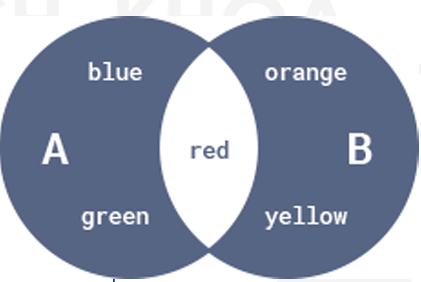 blue orange
A red B
green yellow